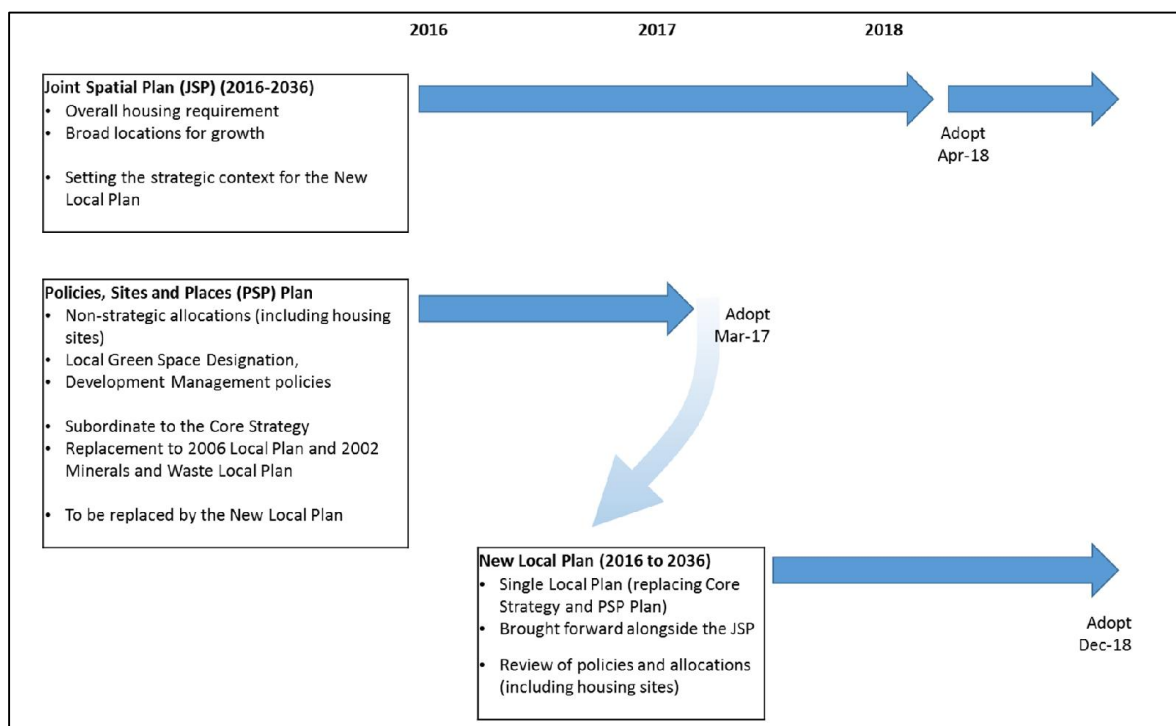 2016 2017 2018
Joint Spatial Plan (JSP) (2016-2036)
• Overall housing requirement
• Broad locations for growth
• Setting the strategic context for the New
Local Plan
Adopt
Apr-18
Policies, Sites and Places (PSP) Plan
• Non-strategic allocations (including housing
sites)
• Local Green Space Designation,
• Development Management policies
• Subordinate to the Core Strategy
• Replacement to 2006 Local Plan and 2002
Minerals and Waste Local Plan
• To be replaced by the New Local Plan
Adopt
Mar-17
New Local Plan (2016 to 2036)
• Single Local Plan (replacing Core
Strategy and PSP Plan)
• Brought forward alongside the JSP
• Review of policies and allocations
(including housing sites)
Adopt
Dec-18